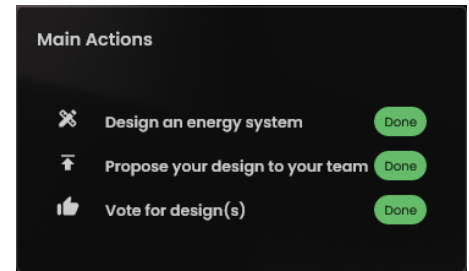 Main Actions
Design an energy system Done
Propose your design to your team Done
Vote for design(s) Done